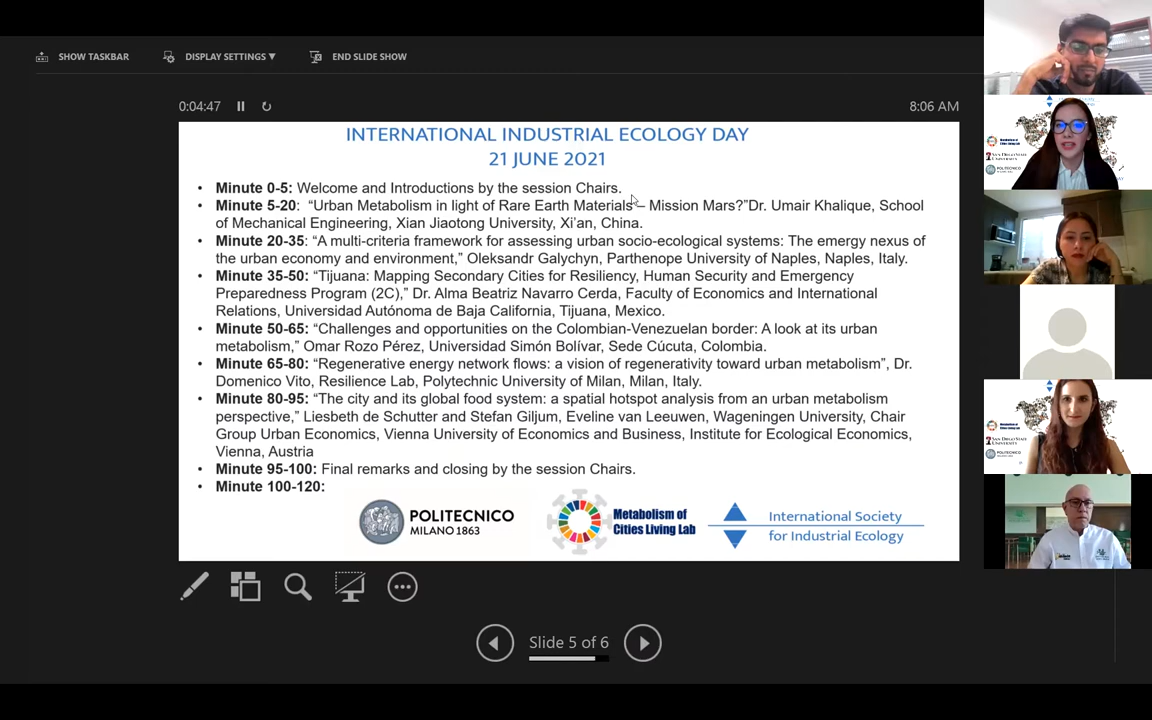 SHOW TASKBAR DISPLAY SETTINGS ▼ END SLIDE SHOW
0:04:47 8:06 AM
INTERNATIONAL INDUSTRIAL ECOLOGY DAY
21 JUNE 2021
• Minute 0-5: Welcome and Introductions by the session Chairs.
• Minute 5-20: “Urban Metabolism in light of Rare Earth Materials – Mission Mars?”Dr. Umair Khalique, School
of Mechanical Engineering, Xian Jiaotong University, Xi’an, China.
• Minute 20-35: “A multi-criteria framework for assessing urban socio-ecological systems: The emergy nexus of
the urban economy and environment,” Oleksandr Galychyn, Parthenope University of Naples, Naples, Italy.
• Minute 35-50: “Tijuana: Mapping Secondary Cities for Resiliency, Human Security and Emergency
Preparedness Program (2C),” Dr. Alma Beatriz Navarro Cerda, Faculty of Economics and International
Relations, Universidad Autónoma de Baja California, Tijuana, Mexico.
• Minute 50-65: “Challenges and opportunities on the Colombian-Venezuelan border: A look at its urban
metabolism,” Omar Rozo Pérez, Universidad Simón Bolívar, Sede Cúcuta, Colombia.
• Minute 65-80: “Regenerative energy network flows: a vision of regenerativity toward urban metabolism”, Dr.
Domenico Vito, Resilience Lab, Polytechnic University of Milan, Milan, Italy.
• Minute 80-95: “The city and its global food system: a spatial hotspot analysis from an urban metabolism
perspective,” Liesbeth de Schutter and Stefan Giljum, Eveline van Leeuwen, Wageningen University, Chair
Group Urban Economics, Vienna University of Economics and Business, Institute for Ecological Economics,
Vienna, Austria
• Minute 95-100: Final remarks and closing by the session Chairs.
• Minute 100-120:
POLITECNICO
MILANO 1863
Metabolism of
Cities Living Lab
International Society
for Industrial Ecology
Slide 5 of 6